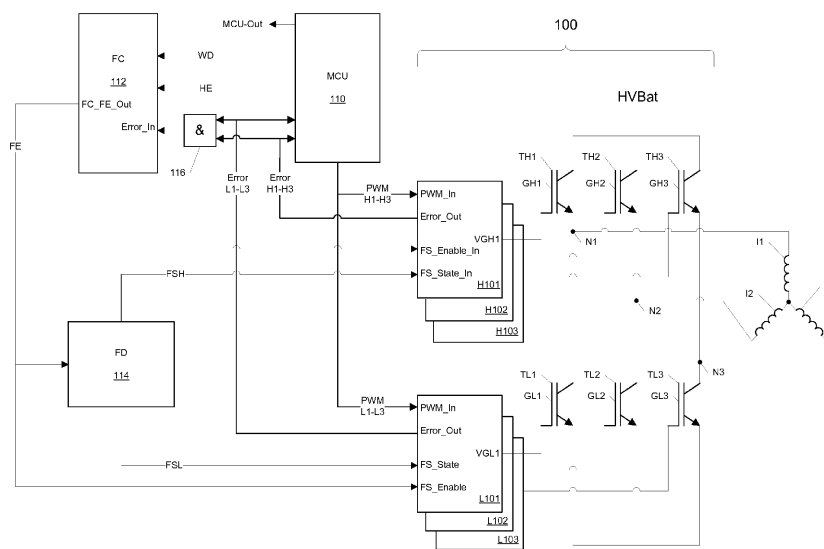 100
HVBat
MCU-Out
FC
112
FC_FE_Out
Error_In
WD
HE
MCU
110
&
116
FE
Error
L1-L3
Error
H1-H3
PWM
H1-H3
PWM_In
Error_Out
FS_Enable_In
FS_State_In
VGH1
H101
H102
H103
TH1
GH1
TH2
GH2
TH3
GH3
N1
N2
N3
I1
I2
FSH
FD
114
PWM
L1-L3
PWM_In
Error_Out
FS_State
FS_Enable
VGL1
L101
L102
L103
TL1
GL1
TL2
GL2
TL3
GL3
FSL